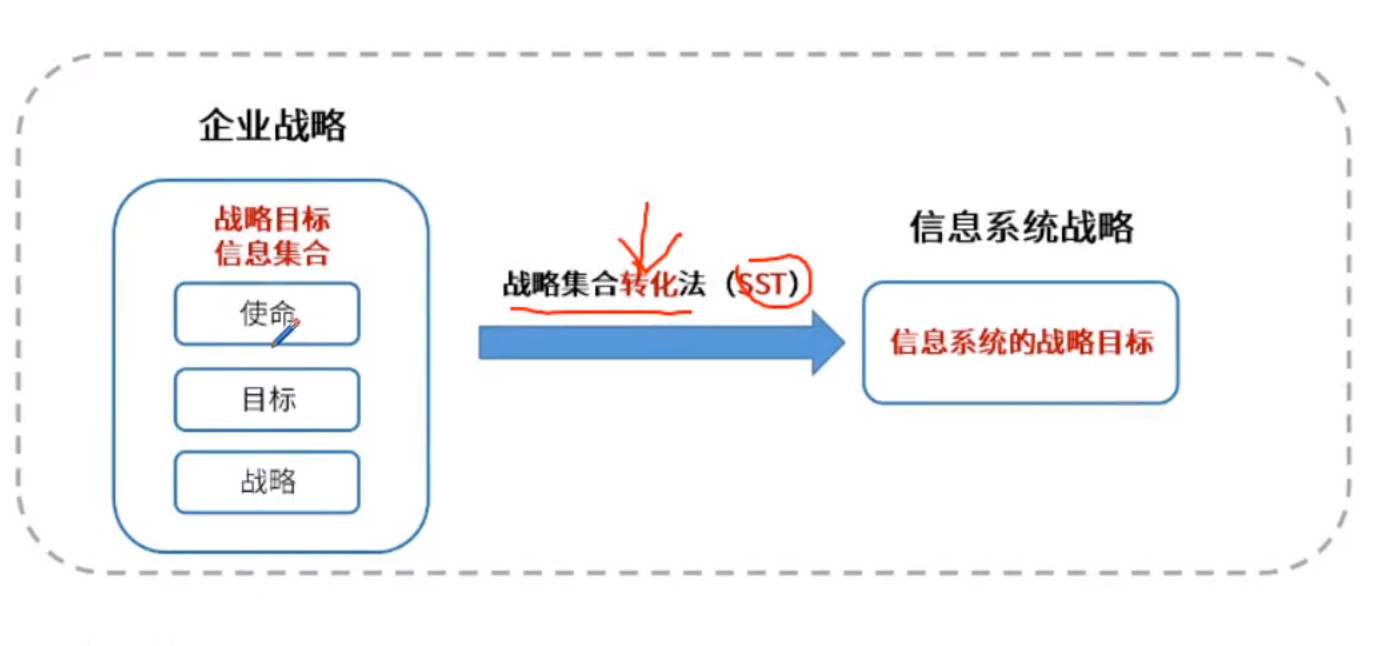 企业战略
战略目标
信息集合
使命
目标
战略
战略集合转化法（SST）
信息系统战略
信息系统的战略目标